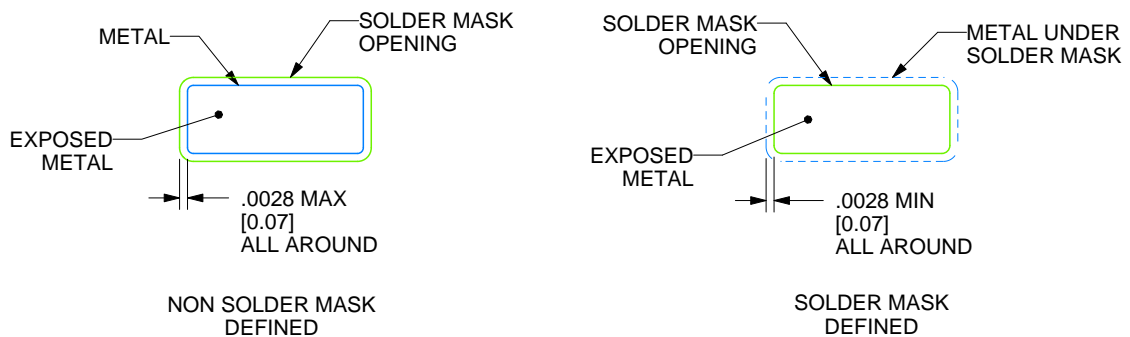 METAL
SOLDER MASK
OPENING
EXPOSED
METAL
.0028 MAX
[0.07]
ALL AROUND
NON SOLDER MASK
DEFINED
SOLDER MASK
OPENING
METAL UNDER
SOLDER MASK
EXPOSED
METAL
.0028 MIN
[0.07]
ALL AROUND
SOLDER MASK
DEFINED